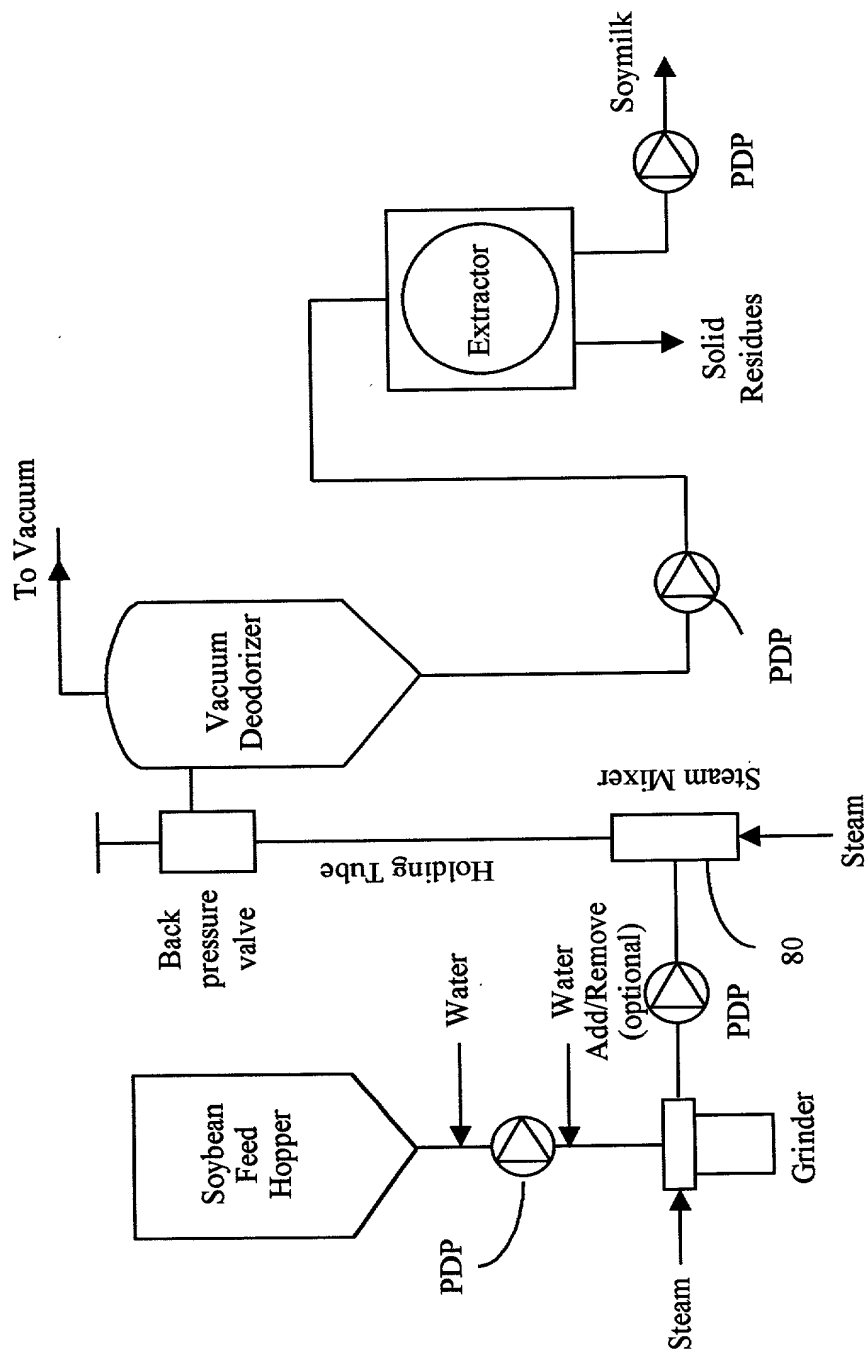 To Vacuum
Vacuum
Deodorizer
Back
pressure
valve
Holding Tube
Steam Mixer
Steam
80
Soybean
Feed
Hopper
Water
PDP
Water
Add/Remove
(optional)
PDP
Steam
Grinder
PDP
Extractor
Solid
Residues
Soymilk
PDP